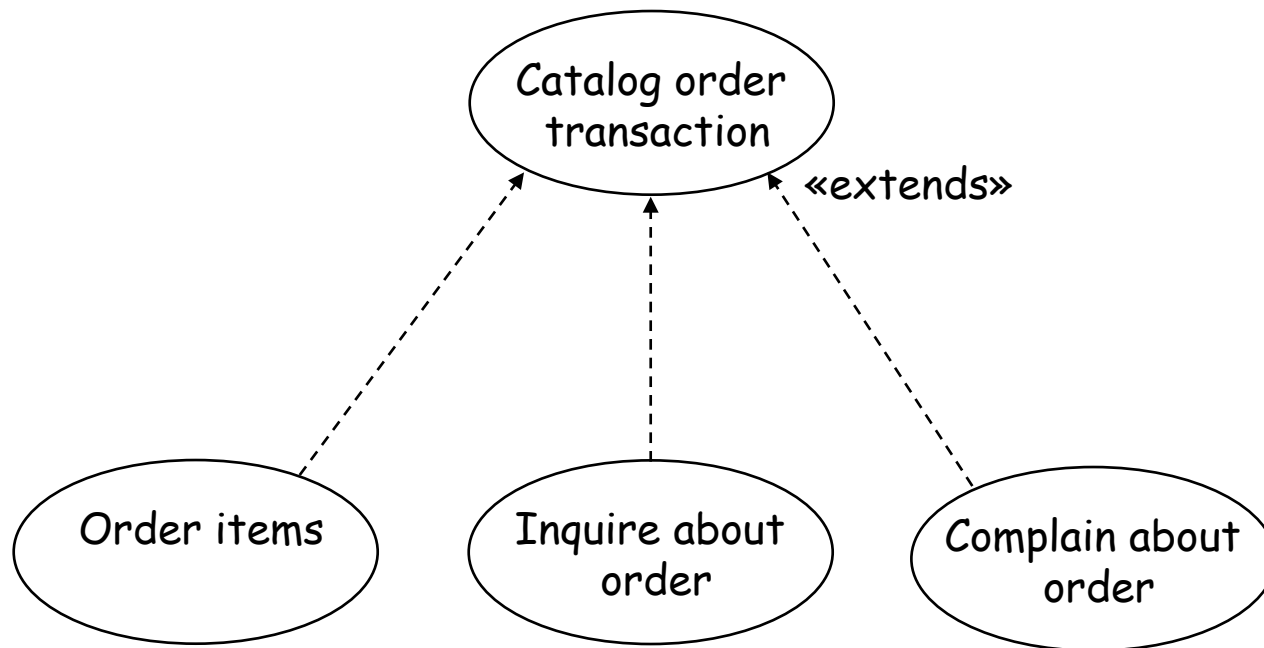 Catalog order
transaction
«extends»
Order items
Inquire about
order
Complain about
order